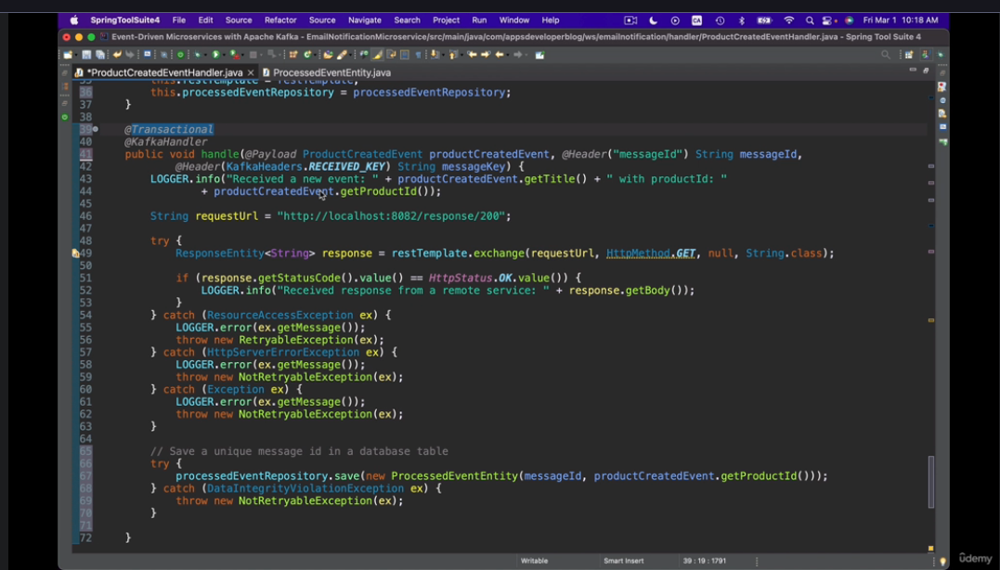 SpringToolSuite4 File Edit Source Refactor Source Navigate Search Project Run Window Help Fri Mar 1 10:18 AM
Event-Driven Microservices with Apache Kafka - EmailNotificationMicroservice/src/main/java/com/appsdeveloperblog/ws/emailnotification/handler/ProductCreatedEventHandler.java - Spring Tool Suite 4
*ProductCreatedEventHandler.java ProcessedEventEntity.java
35 this.restTemplate = restTemplate;
36 this.processedEventRepository = processedEventRepository;
37 }
38
39 @Transactional
40 @KafkaHandler
41 public void handle(@Payload ProductCreatedEvent productCreatedEvent, @Header("messageId") String messageId,
42 @Header(KafkaHeaders.RECEIVED_KEY) String messageKey) {
43 LOGGER.info("Received a new event: " + productCreatedEvent.getTitle() + " with productId: "
44 + productCreatedEvent.getProductId());
45
46 String requestUrl = "http://localhost:8082/response/200";
47
48 try {
49 ResponseEntity<String> response = restTemplate.exchange(requestUrl, HttpMethod.GET, null, String.class);
50
51 if (response.getStatusCode().value() == HttpStatus.OK.value()) {
52 LOGGER.info("Received response from a remote service: " + response.getBody());
53 }
54 } catch (ResourceAccessException ex) {
55 LOGGER.error(ex.getMessage());
56 throw new RetryableException(ex);
57 } catch (HttpServerErrorException ex) {
58 LOGGER.error(ex.getMessage());
59 throw new NotRetryableException(ex);
60 } catch (Exception ex) {
61 LOGGER.error(ex.getMessage());
62 throw new NotRetryableException(ex);
63 }
64
65 // Save a unique message id in a database table
66 try {
67 processedEventRepository.save(new ProcessedEventEntity(messageId, productCreatedEvent.getProductId()));
68 } catch (DataIntegrityViolationException ex) {
69 throw new NotRetryableException(ex);
70 }
71
72 }
Writable Smart Insert 39 : 19 : 1791
ûdemy